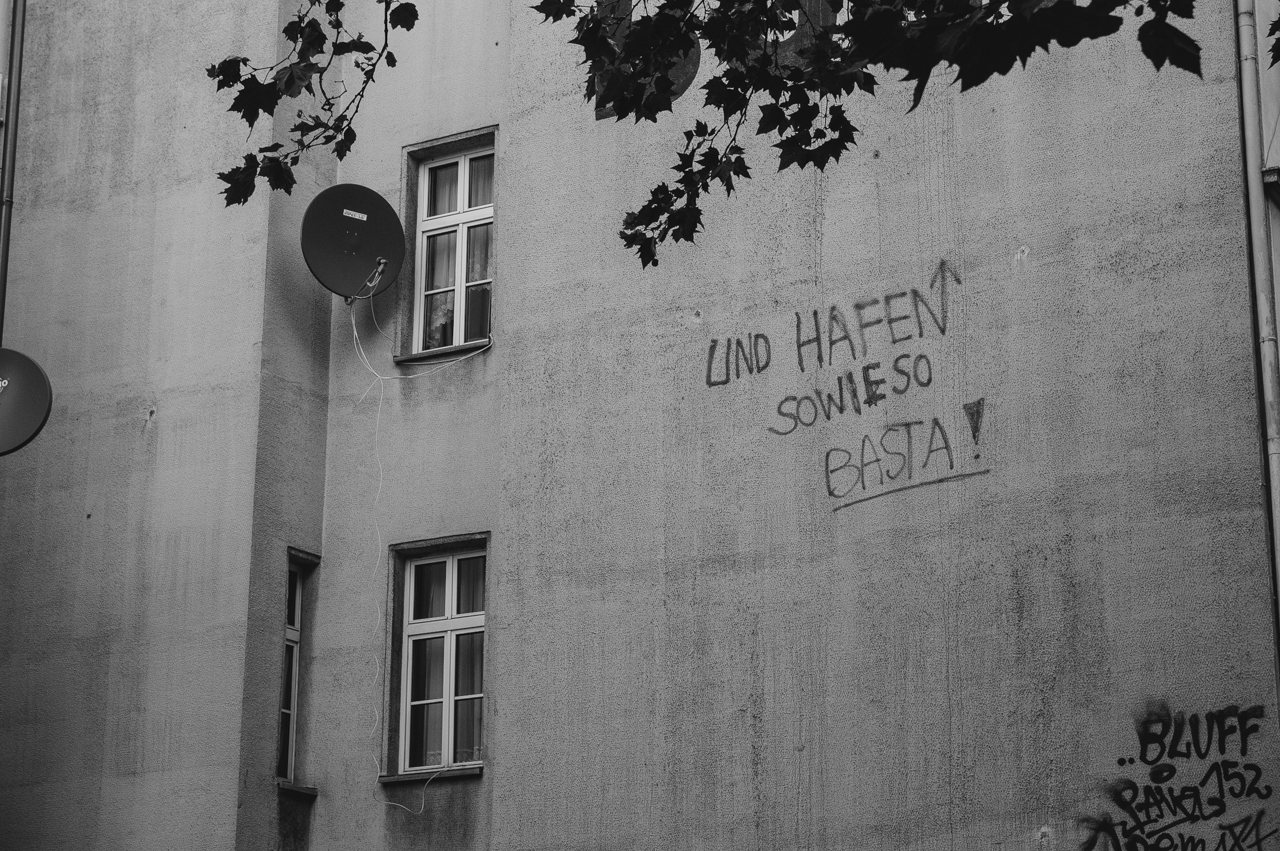 UND HAFEN
SOWIESO
BASTA!
..BLUFF
152